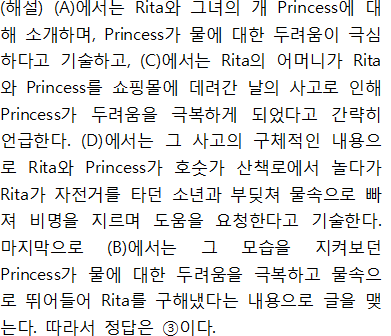 (해설) (A)에서는 Rita와 그녀의 개 Princess에 대
해 소개하며, Princess가 물에 대한 두려움이 극심
하다고 기술하고, (C)에서는 Rita의 어머니가 Rita
와 Princess를 쇼핑몰에 데려간 날의 사고로 인해
Princess가 두려움을 극복하게 되었다고 간략히
언급한다. (D)에서는 그 사고의 구체적인 내용으
로 Rita와 Princess가 호숫가 산책로에서 놀다가
Rita가 자전거를 타던 소년과 부딪쳐 물속으로 빠
져 비명을 지르며 도움을 요청한다고 기술한다.
마지막으로 (B)에서는 그 모습을 지켜보던
Princess가 물에 대한 두려움을 극복하고 물속으
로 뛰어들어 Rita를 구해냈다는 내용으로 글을 맺
는다. 따라서 정답은 ③이다.